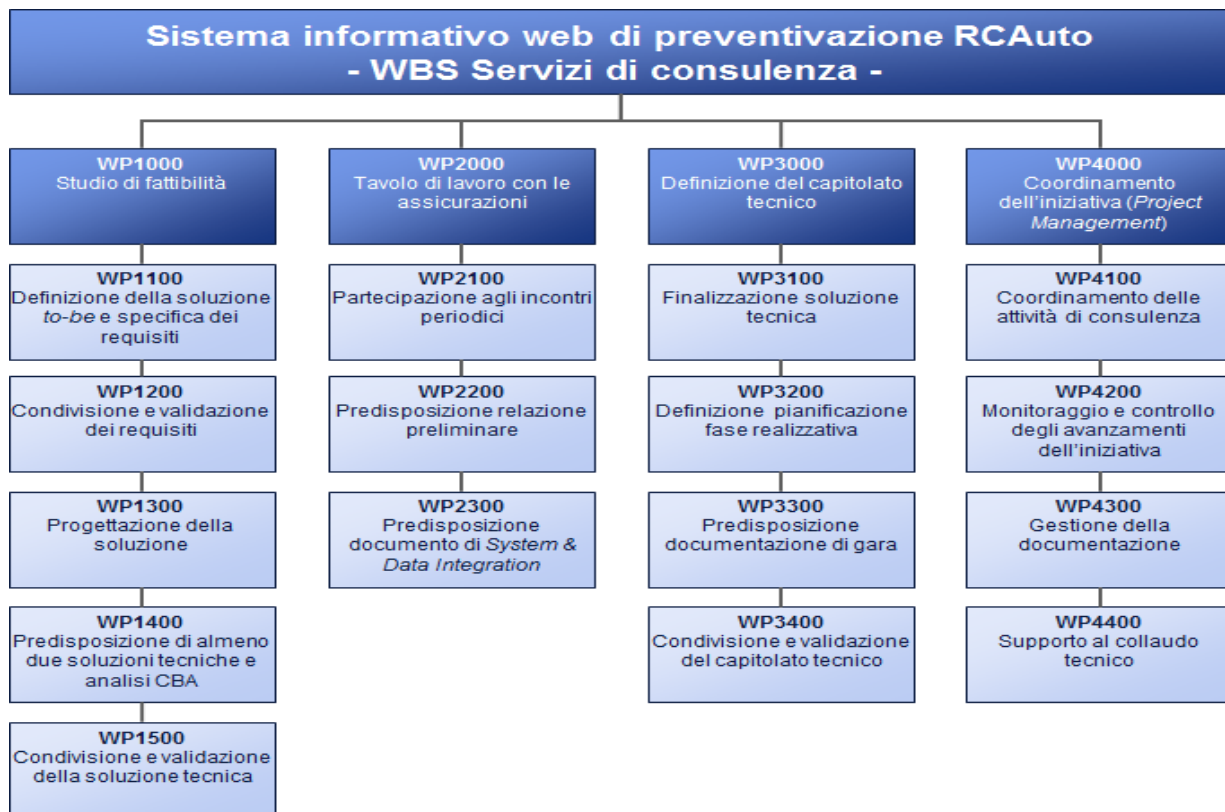 Sistema informativo web di preventivazione RCAuto
- WBS Servizi di consulenza -
WP1000
Studio di fattibilità
WP1100
Definizione della soluzione
to-be e specifica dei
requisiti
WP1200
Condivisione e validazione
dei requisiti
WP1300
Progettazione della
soluzione
WP1400
Predisposizione di almeno
due soluzioni tecniche e
analisi CBA
WP1500
Condivisione e validazione
della soluzione tecnica
WP2000
Tavolo di lavoro con le
assicurazioni
WP2100
Partecipazione agli incontri
periodici
WP2200
Predisposizione relazione
preliminare
WP2300
Predisposizione
documento di System &
Data Integration
WP3000
Definizione del capitolato
tecnico
WP3100
Finalizzazione soluzione
tecnica
WP3200
Definizione pianificazione
fase realizzativa
WP3300
Predisposizione
documentazione di gara
WP3400
Condivisione e validazione
del capitolato tecnico
WP4000
Coordinamento
dell'iniziativa (Project
Management)
WP4100
Coordinamento delle
attività di consulenza
WP4200
Monitoraggio e controllo
degli avanzamenti
dell'iniziativa
WP4300
Gestione della
documentazione
WP4400
Supporto al collaudo
tecnico